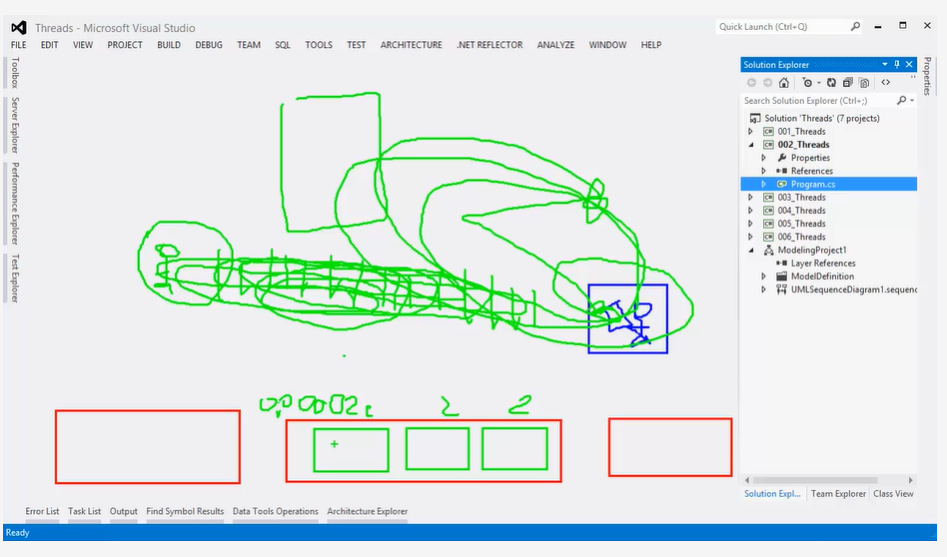 Threads - Microsoft Visual Studio
Quick Launch (Ctrl+Q)
FILE EDIT VIEW PROJECT BUILD DEBUG TEAM SQL TOOLS TEST ARCHITECTURE .NET REFLECTOR ANALYZE WINDOW HELP
Toolbox
Server Explorer
Performance Explorer
Test Explorer
Solution Explorer
Properties
Search Solution Explorer (Ctrl+;)
Solution 'Threads' (7 projects)
001_Threads
002_Threads
Properties
References
Program.cs
003_Threads
004_Threads
005_Threads
006_Threads
ModelingProject1
Layer References
ModelDefinition
UMLSequenceDiagram1.sequenc
0,00002c 2 2
Solution Expl... Team Explorer Class View
Error List Task List Output Find Symbol Results Data Tools Operations Architecture Explorer
Ready